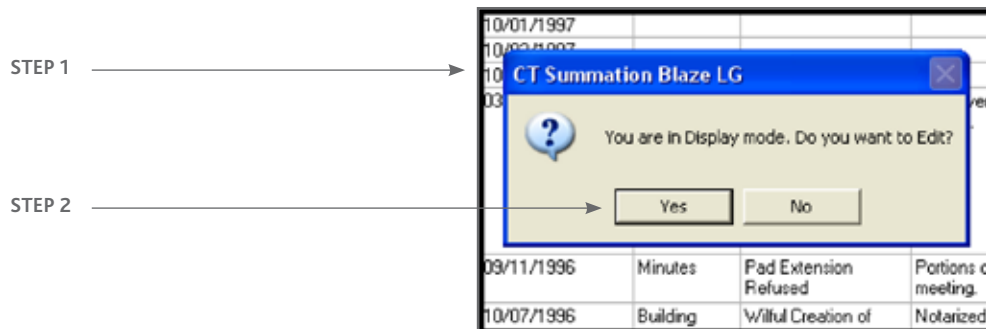 10/01/1997
STEP 1
CT Summation Blaze LG
You are in Display mode. Do you want to Edit?
STEP 2
Yes No
09/11/1996 Minutes Pad Extension Portions
Refused meeting.
10/07/1996 Building Wilful Creation of Notarized